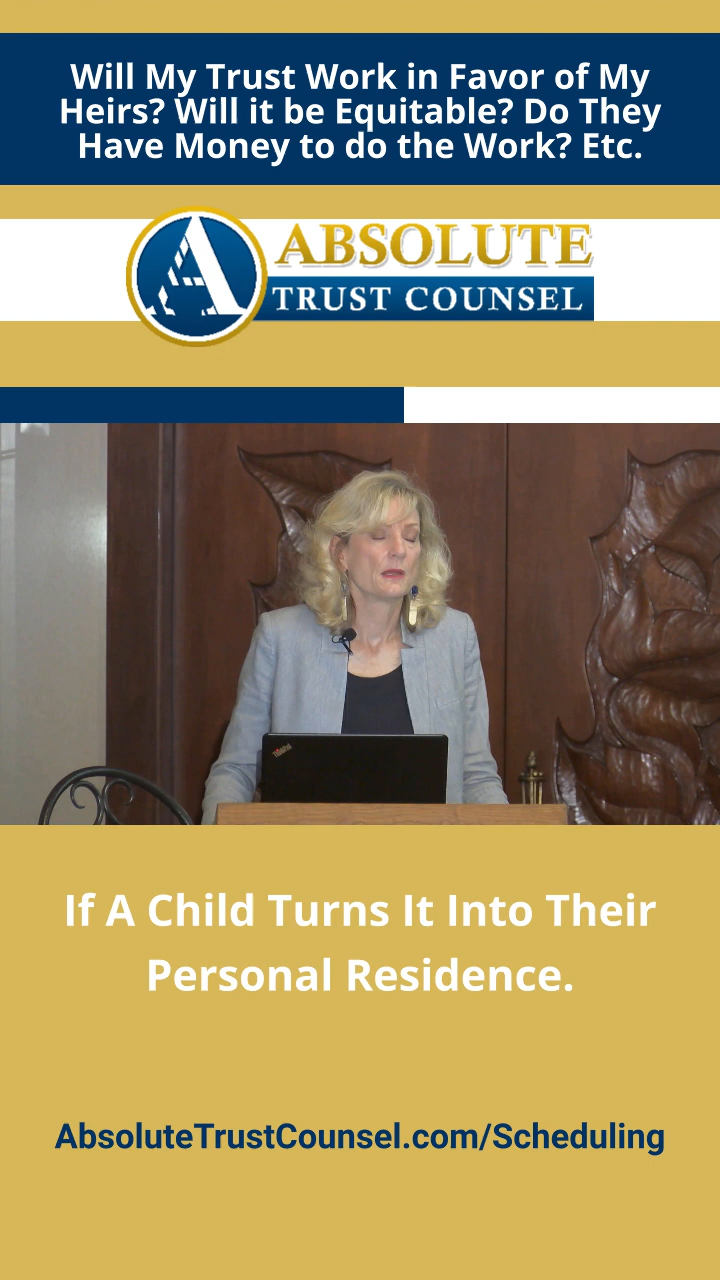 Will My Trust Work in Favor of My
Heirs? Will it be Equitable? Do They
Have Money to do the Work? Etc.
A
ABSOLUTE
TRUST COUNSEL
ThinkPad
If A Child Turns It Into Their
Personal Residence.
AbsoluteTrustCounsel.com/Scheduling